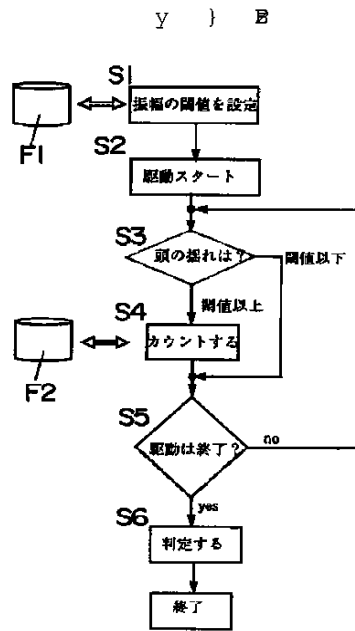 y } B
S1
振幅の閾値を設定
F1
S2
駆動スタート
S3
頭の揺れは？
閾値以下
閾値以上
S4
カウントする
F2
S5
駆動は終了？
no
yes
S6
判定する
終了